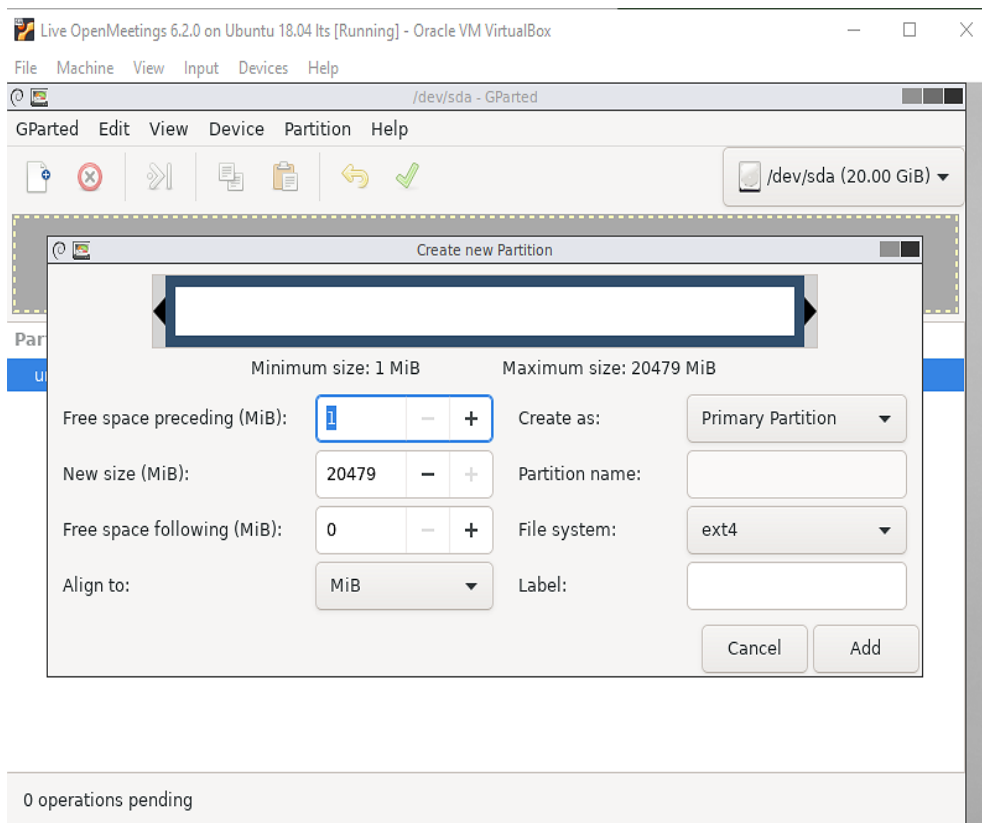 Live OpenMeetings 6.2.0 on Ubuntu 18.04 lts [Running] - Oracle VM VirtualBox
File Machine View Input Devices Help
/dev/sda - GParted
GParted Edit View Device Partition Help
/dev/sda (20.00 GiB)
Create new Partition
Par
un
Minimum size: 1 MiB Maximum size: 20479 MiB
Free space preceding (MiB): 1 Create as: Primary Partition
New size (MiB): 20479 Partition name:
Free space following (MiB): 0 File system: ext4
Align to: MiB Label:
Cancel Add
0 operations pending